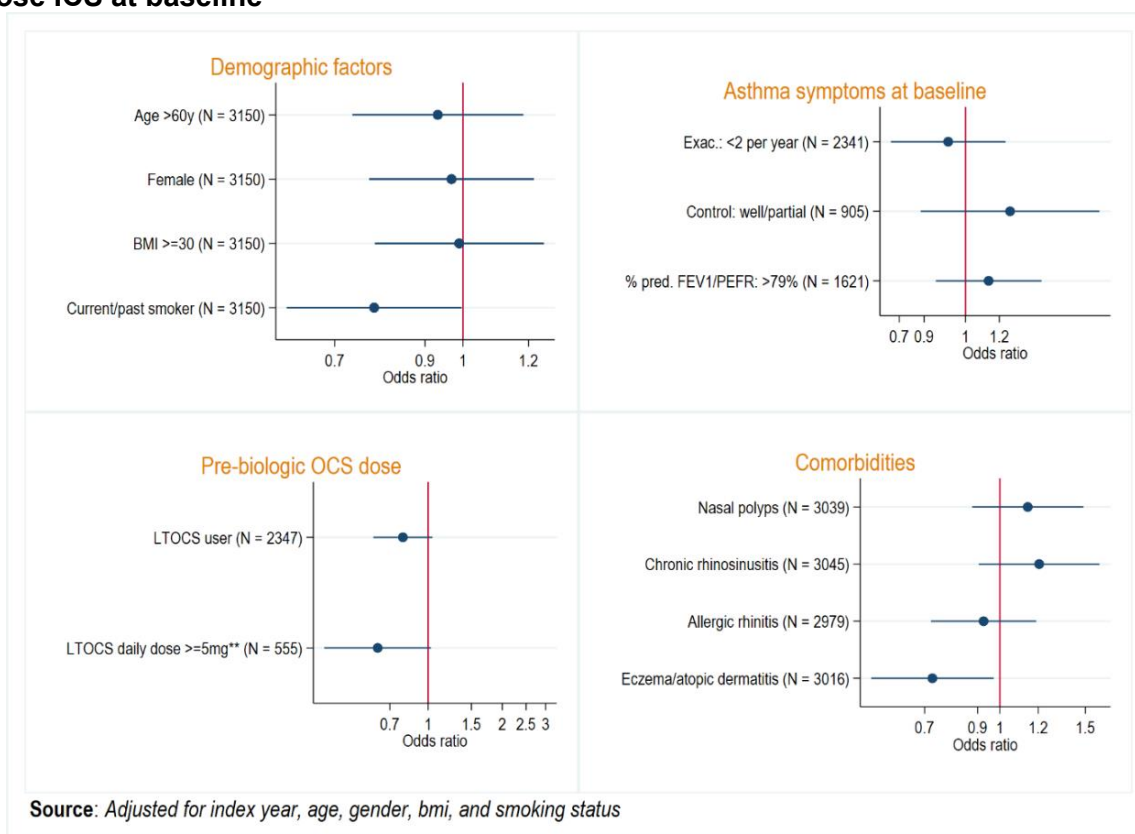 ose ICS at baseline
Demographic factors
Age >60y (N = 3150)
Female (N = 3150)
BMI >=30 (N = 3150)
Current/past smoker (N = 3150)
0.7 0.9 1 1.2
Odds ratio
Asthma symptoms at baseline
Exac.: <2 per year (N = 2341)
Control: well/partial (N = 905)
% pred. FEV1/PEFR: >79% (N = 1621)
0.7 0.9 1 1.2
Odds ratio
Pre-biologic OCS dose
LTOCS user (N = 2347)
LTOCS daily dose >=5mg** (N = 555)
0.7 1 1.5 2 2.5 3
Odds ratio
Comorbidities
Nasal polyps (N = 3039)
Chronic rhinosinusitis (N = 3045)
Allergic rhinitis (N = 2979)
Eczema/atopic dermatitis (N = 3016)
0.7 0.9 1 1.2 1.5
Odds ratio
Source: Adjusted for index year, age, gender, bmi, and smoking status